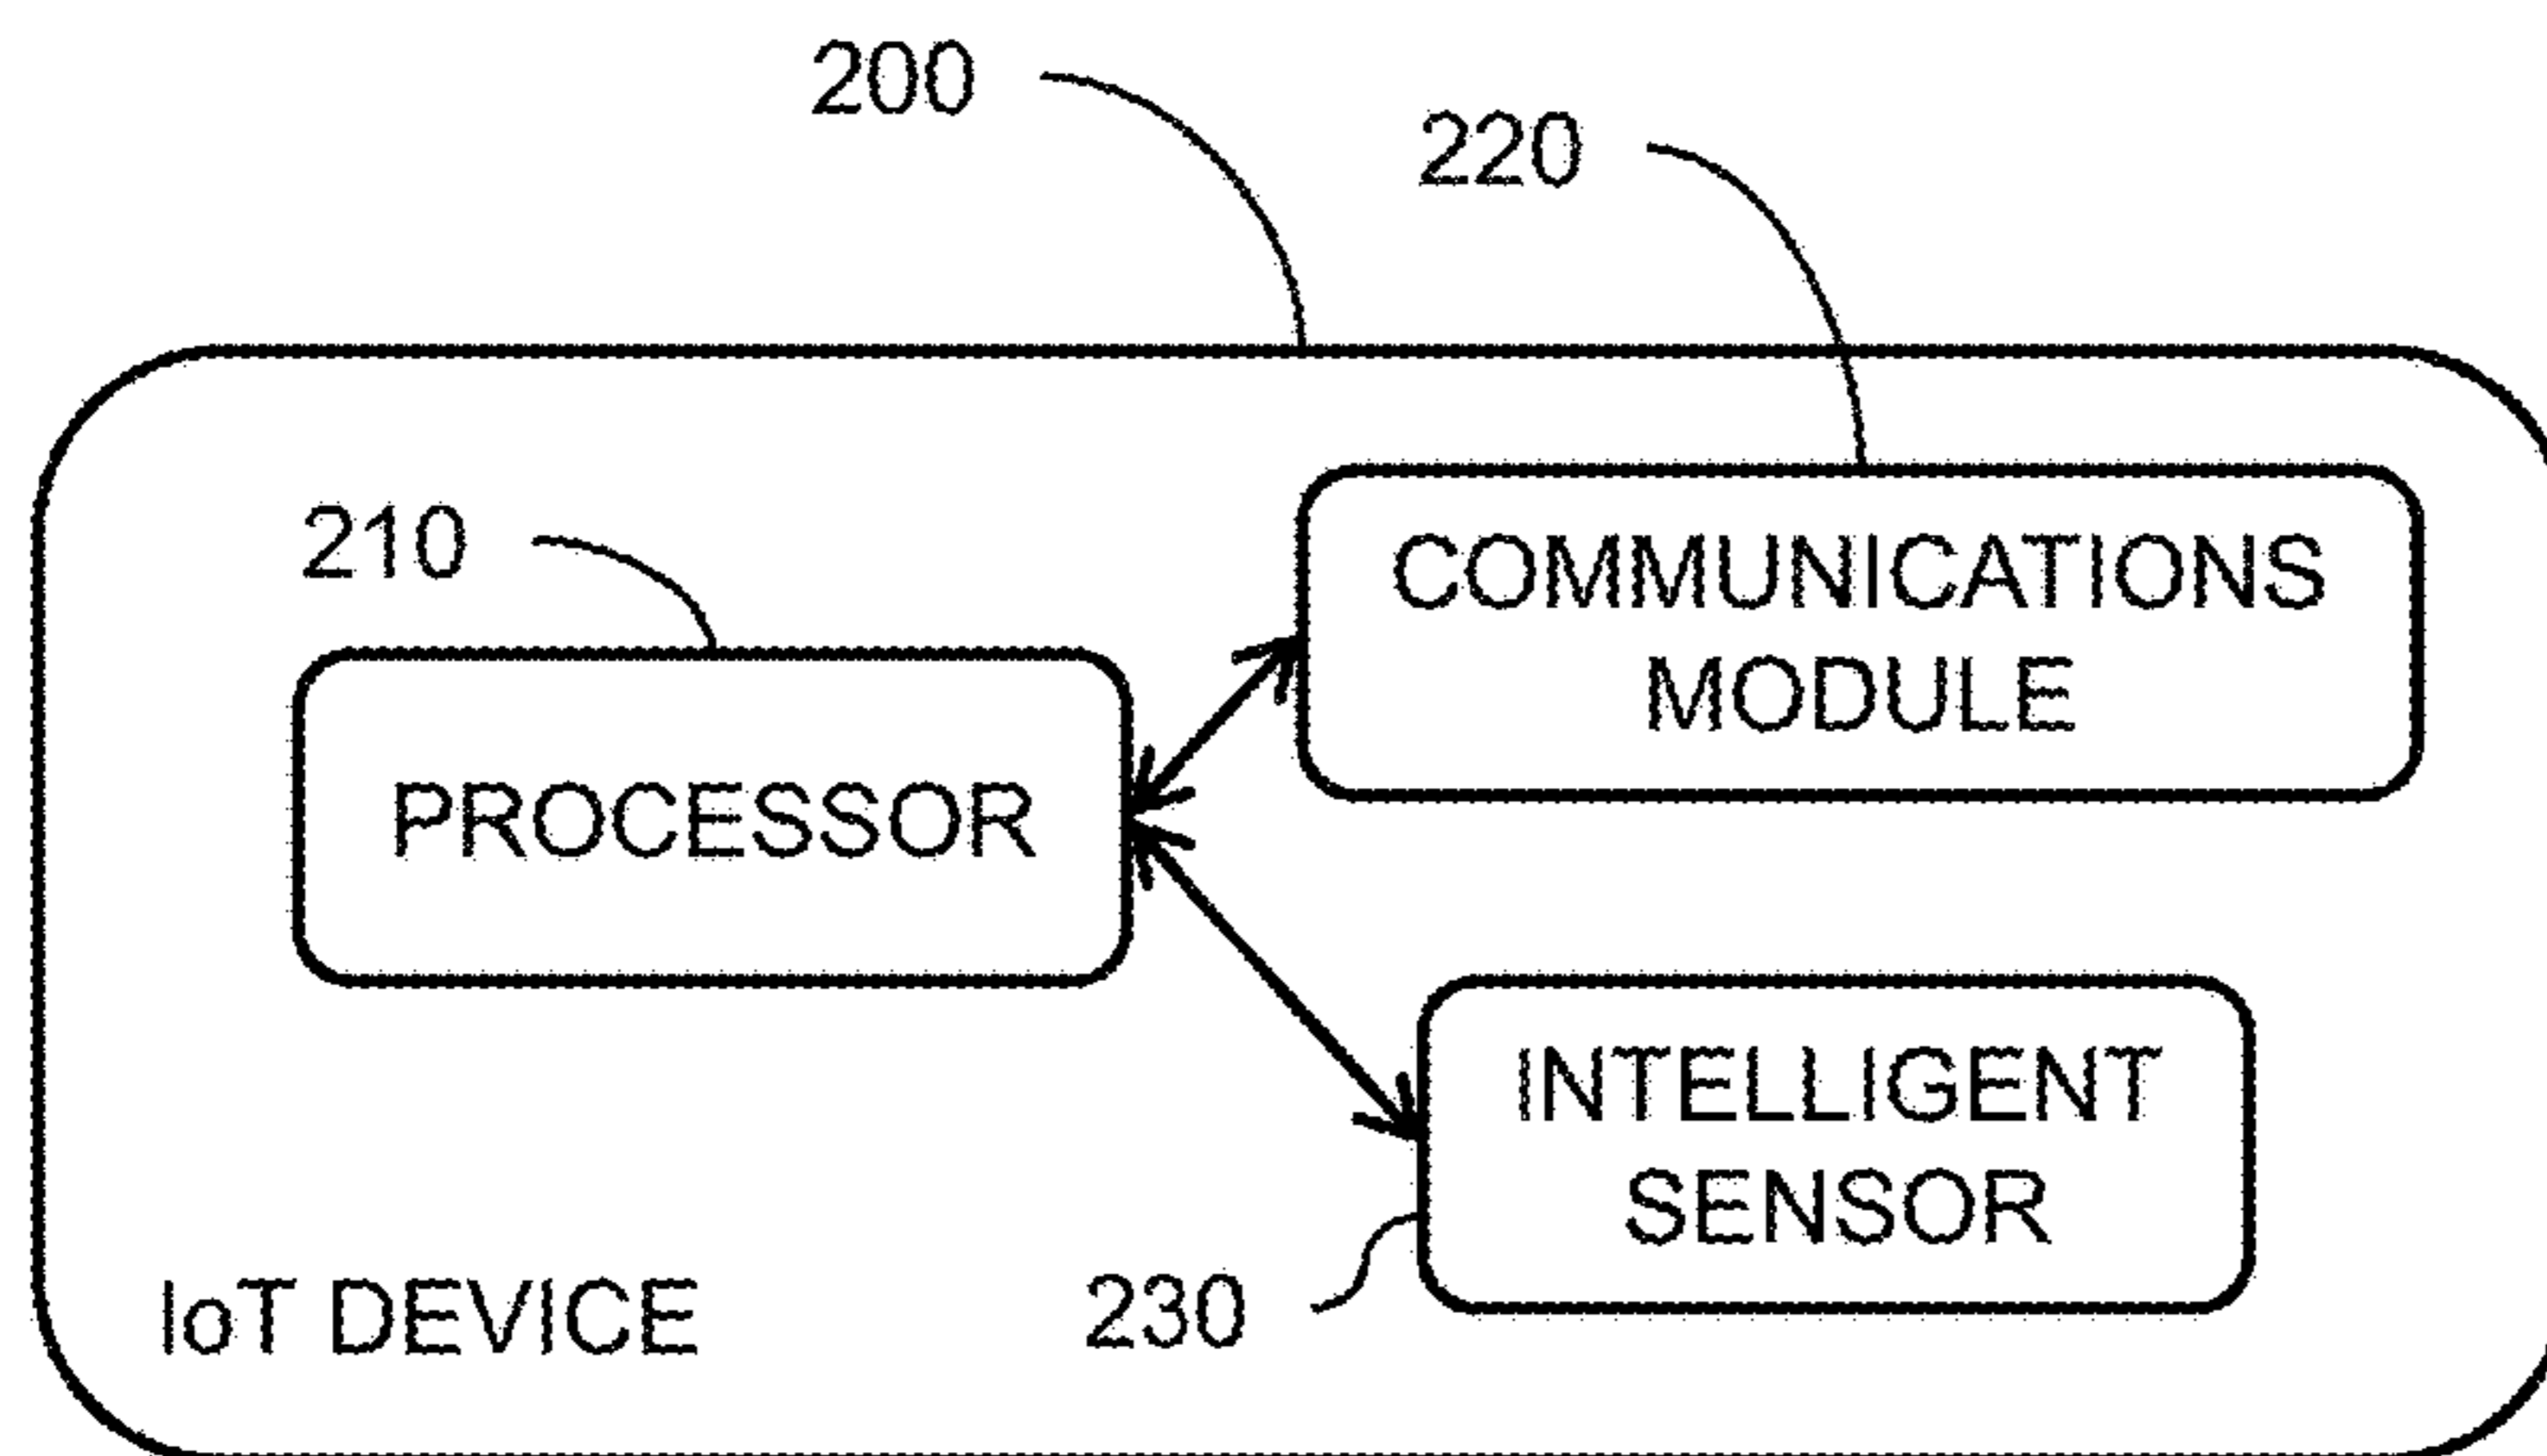 200
220
210
COMMUNICATIONS
MODULE
PROCESSOR
INTELLIGENT
SENSOR
230
IoT DEVICE